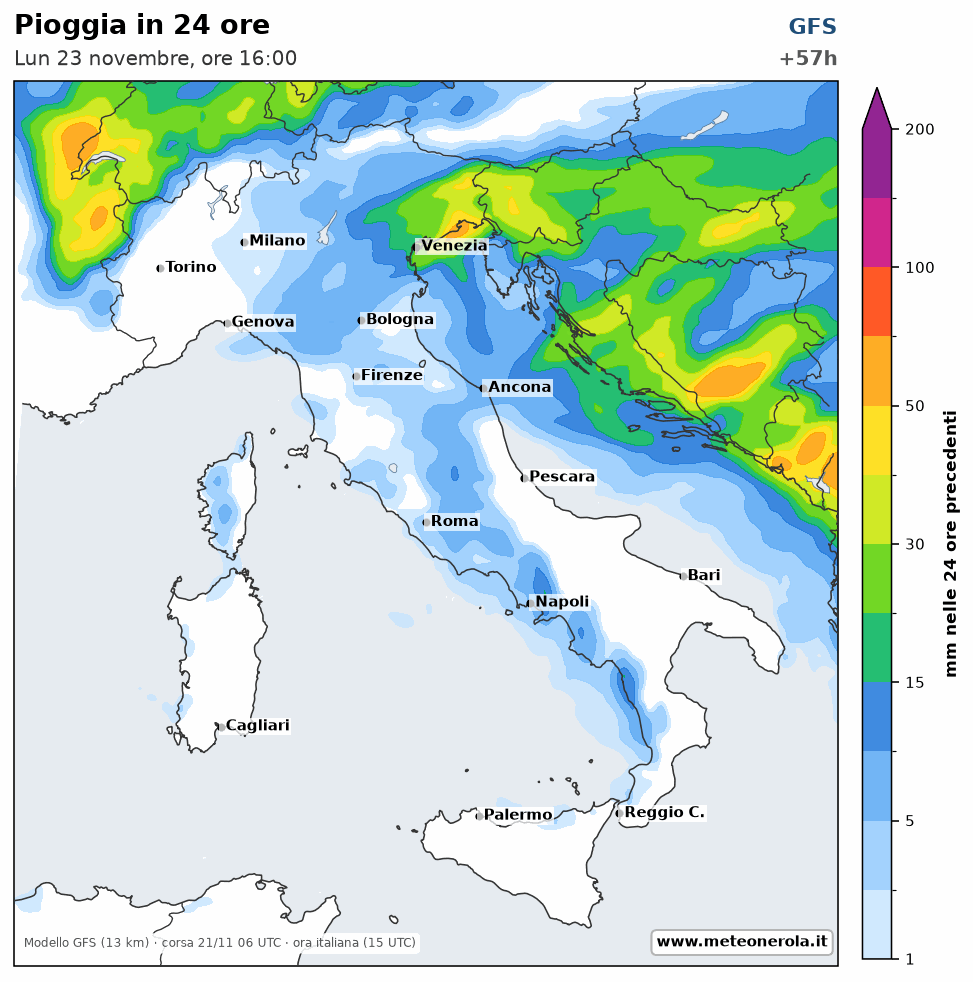 Pioggia in 24 ore
GFS
Lun 23 novembre, ore 16:00
+57h
Milano
Venezia
Torino
Genova
Bologna
Firenze
Ancona
Pescara
Roma
Bari
Napoli
Cagliari
Palermo
Reggio C.
Modello GFS (13 km) · corsa 21/11 06 UTC · ora italiana (15 UTC)
www.meteonerola.it
200
100
50
30
15
5
1
mm nelle 24 ore precedenti